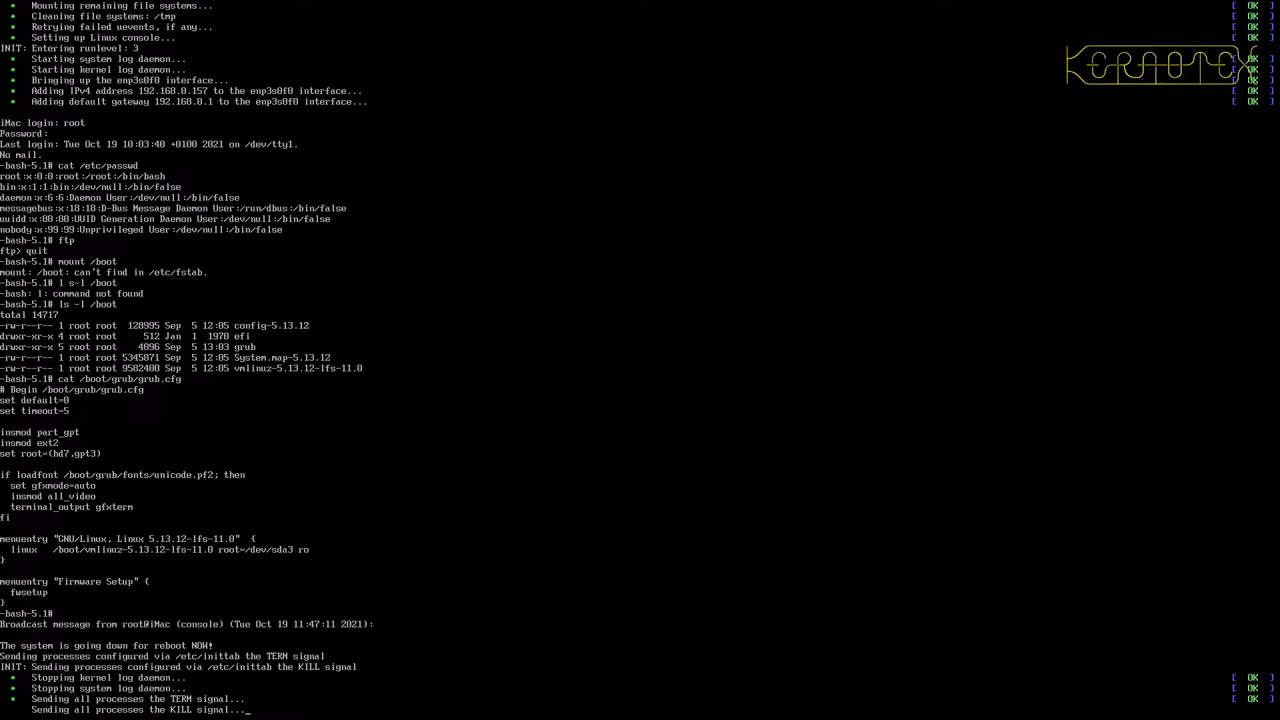 Mounting remaining file systems... [ OK ]
Cleaning file systems: /tmp [ OK ]
Retrying failed uevents, if any... [ OK ]
Setting up Linux console... [ OK ]
INIT: Entering runlevel: 3
Starting system log daemon... [ OK ]
Starting kernel log daemon... [ OK ]
Bringing up the enp3s0f0 interface... [ OK ]
Adding IPv4 address 192.168.0.157 to the enp3s0f0 interface... [ OK ]
Adding default gateway 192.168.0.1 to the enp3s0f0 interface... [ OK ]
iMac login: root
Password:
Last login: Tue Oct 19 10:03:40 +0100 2021 on /dev/tty1.
No mail.
-bash-5.1# cat /etc/passwd
root:x:0:0:root:/root:/bin/bash
bin:x:1:1:bin:/dev/null:/bin/false
daemon:x:6:6:Daemon User:/dev/null:/bin/false
messagebus:x:18:18:D-Bus Message Daemon User:/run/dbus:/bin/false
uuidd:x:80:80:UUID Generation Daemon User:/dev/null:/bin/false
nobody:x:99:99:Unprivileged User:/dev/null:/bin/false
-bash-5.1# ftp
ftp> quit
-bash-5.1# mount /boot
mount: /boot: can't find in /etc/fstab.
-bash-5.1# l s-l /boot
-bash: l: command not found
-bash-5.1# ls -l /boot
total 14717
-rw-r--r-- 1 root root  128995 Sep  5 12:05 config-5.13.12
drwxr-xr-x 4 root root     512 Jan  1  1970 efi
drwxr-xr-x 5 root root    4096 Sep  5 13:03 grub
-rw-r--r-- 1 root root 5345871 Sep  5 12:05 System.map-5.13.12
-rw-r--r-- 1 root root 9582400 Sep  5 12:05 vmlinuz-5.13.12-lfs-11.0
-bash-5.1# cat /boot/grub/grub.cfg
# Begin /boot/grub/grub.cfg
set default=0
set timeout=5
insmod part_gpt
insmod ext2
set root=(hd7,gpt3)
if loadfont /boot/grub/fonts/unicode.pf2; then
set gfxmode=auto
insmod all_video
terminal_output gfxterm
fi
menuentry "GNU/Linux, Linux 5.13.12-lfs-11.0"  {
linux   /boot/vmlinuz-5.13.12-lfs-11.0 root=/dev/sda3 ro
}
menuentry "Firmware Setup" {
fwsetup
}
-bash-5.1#
Broadcast message from root@iMac (console) (Tue Oct 19 11:47:11 2021):
The system is going down for reboot NOW!
Sending processes configured via /etc/inittab the TERM signal
INIT: Sending processes configured via /etc/inittab the KILL signal
Stopping kernel log daemon... [ OK ]
Stopping system log daemon... [ OK ]
Sending all processes the TERM signal... [ OK ]
Sending all processes the KILL signal..._